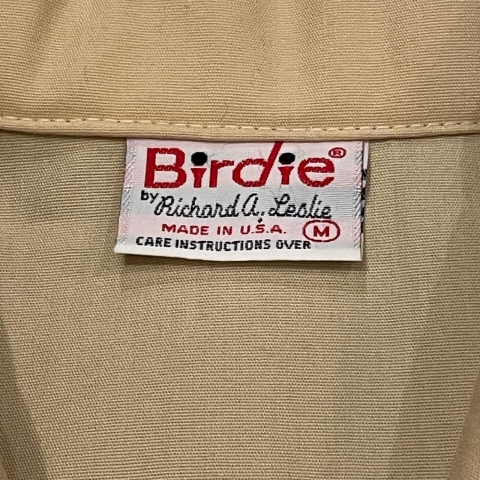 Birdie®
by Richard A. Leslie
MADE IN U.S.A. M
CARE INSTRUCTIONS OVER